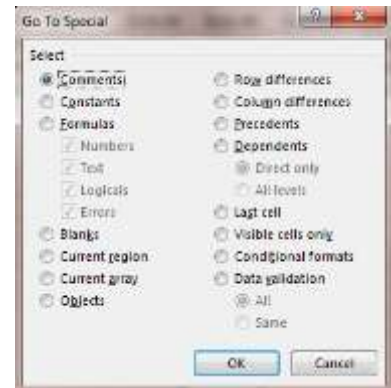 Go To Special
Select
Comments
Constants
Formulas
Numbers
Text
Logicals
Errors
Blanks
Current region
Current array
Objects
Row differences
Column differences
Precedents
Dependents
Direct only
All levels
Last cell
Visible cells only
Conditional formats
Data validation
All
Same
OK
Cancel